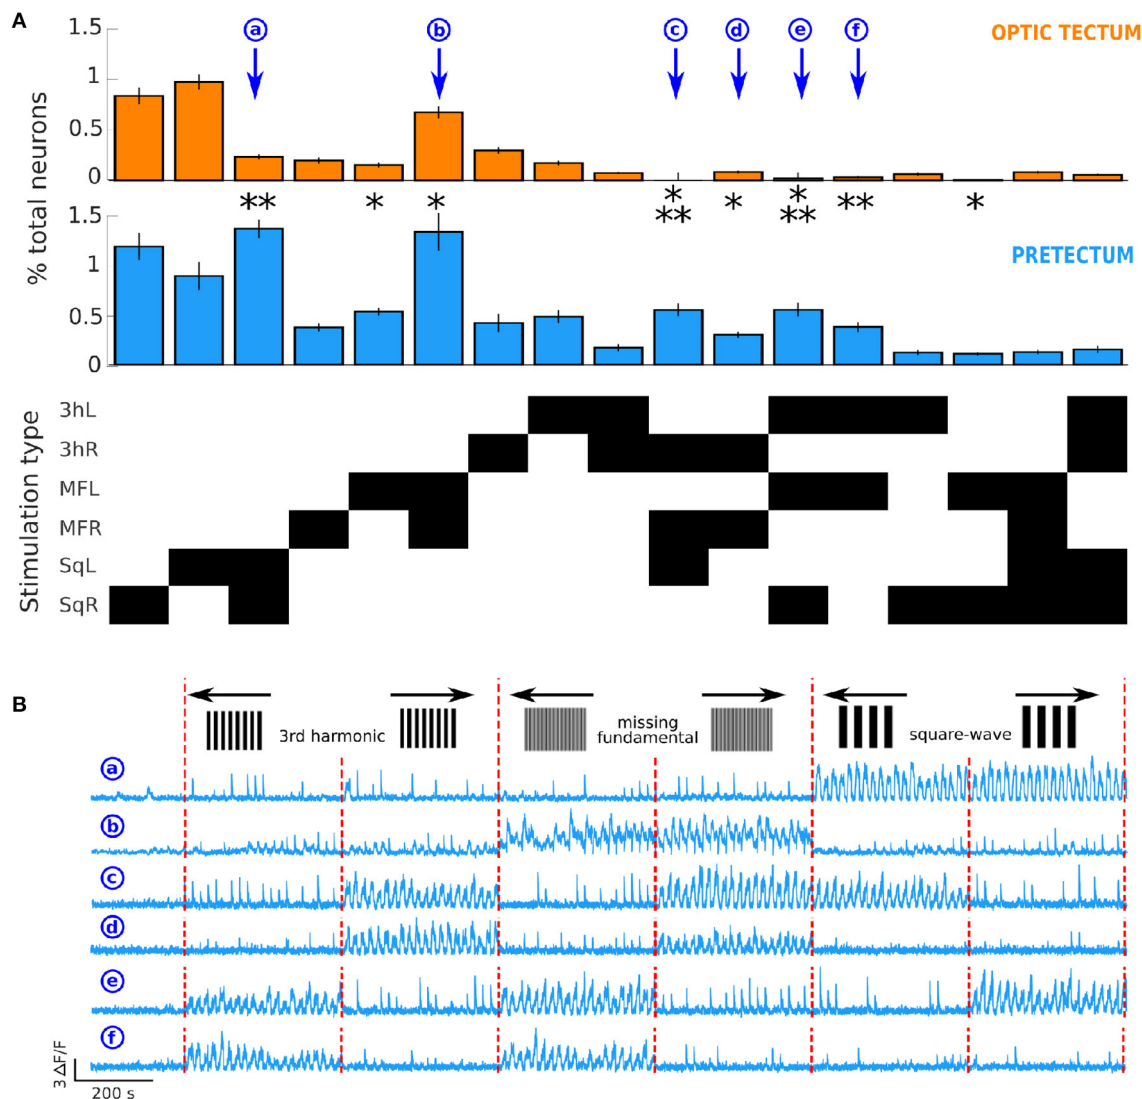 A
1.5
a
b
c
d
e
f
OPTIC TECTUM
1
0.5
0
% total neurons
** * * * ** * * ** ** *
1.5
1
PRETECTUM
0.5
0
Stimulation type
3hL
3hR
MFL
MFR
SqL
SqR
B
3rd harmonic
missing
fundamental
square-wave
a
b
c
d
e
f
3 ΔF/F
200 s